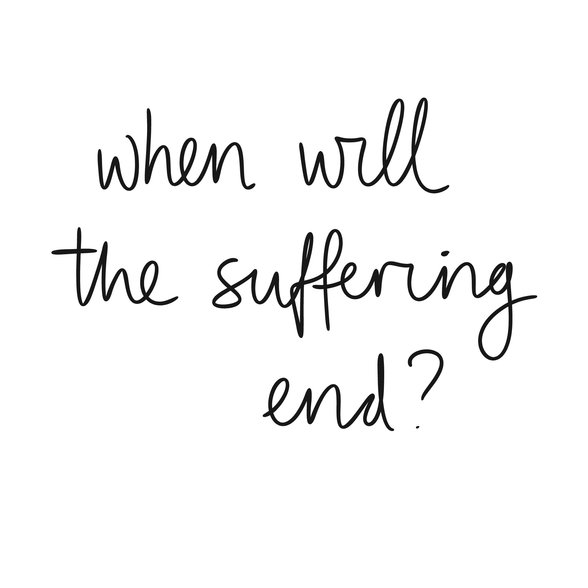 when will
the suffering
end?